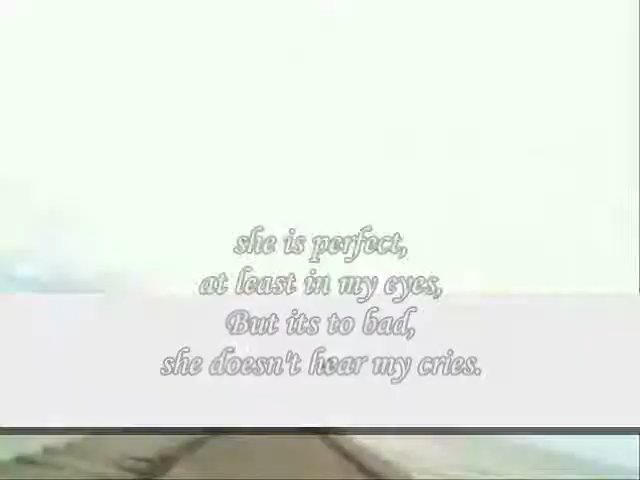 she is perfect,
at least in my eyes,
But its to bad,
she doesn't hear my cries.